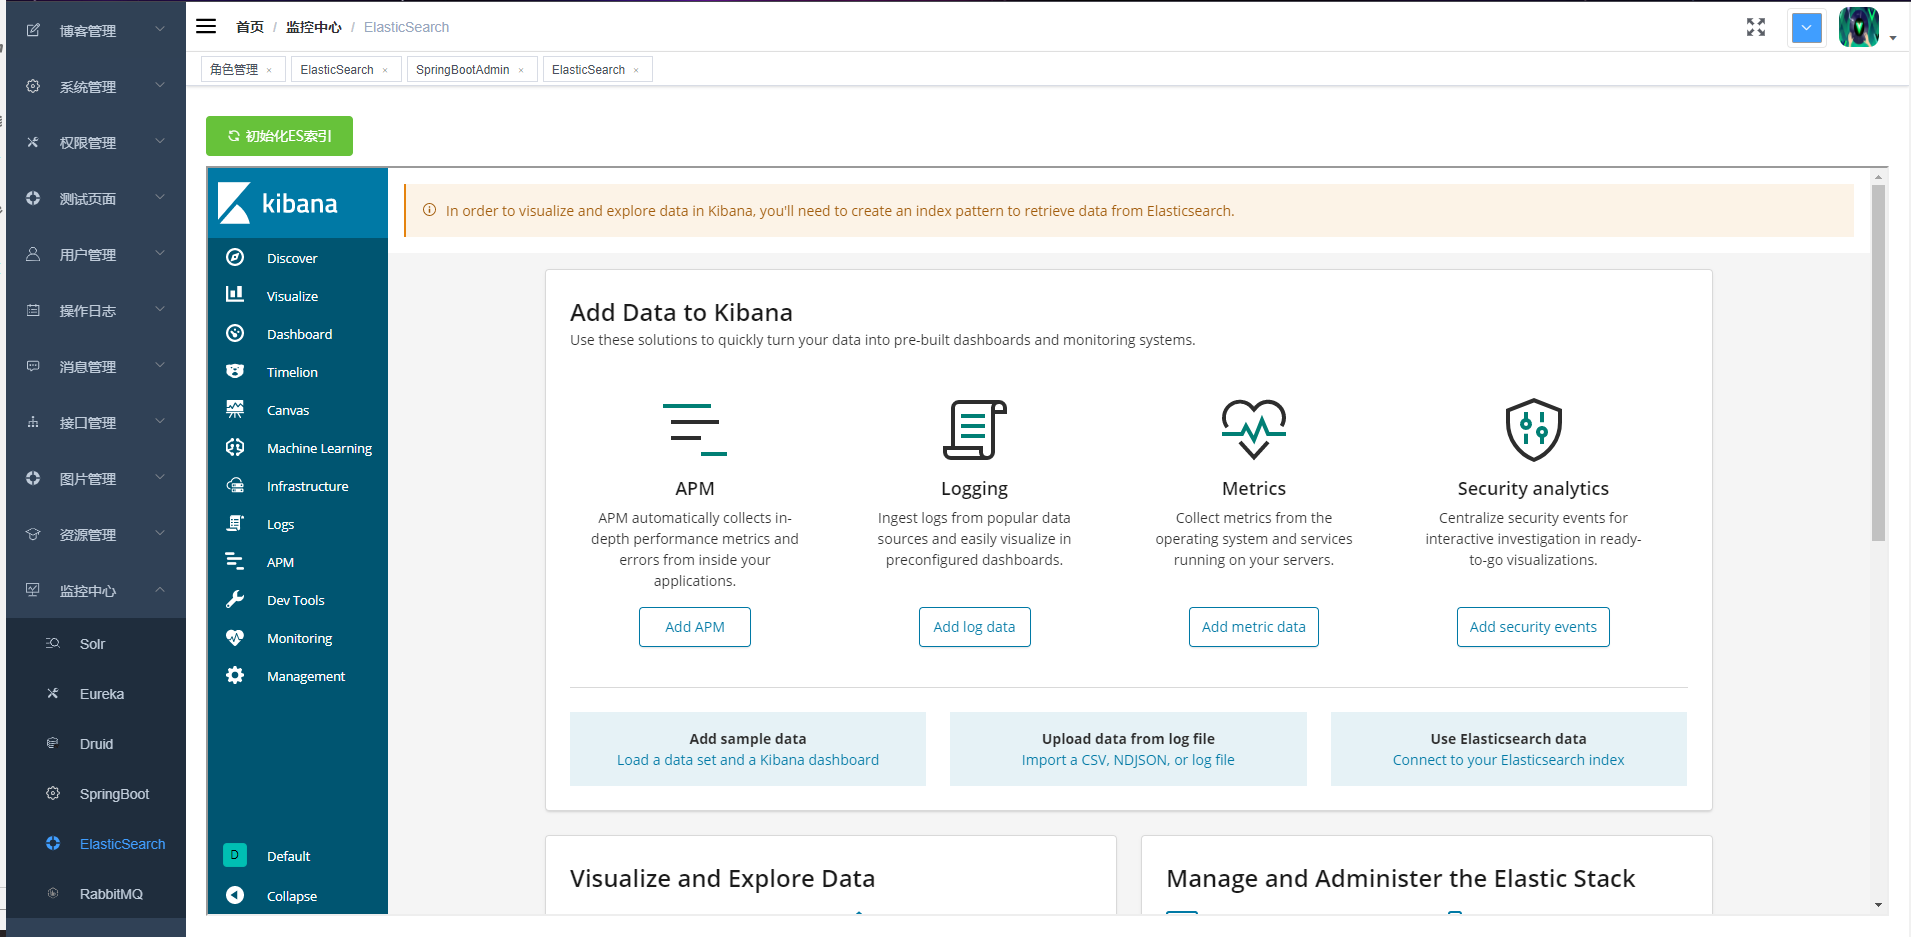 博客管理
系统管理
权限管理
测试页面
用户管理
操作日志
消息管理
接口管理
图片管理
资源管理
监控中心
Solr
Eureka
Druid
SpringBoot
ElasticSearch
RabbitMQ
首页 / 监控中心 / ElasticSearch
角色管理 × ElasticSearch × SpringBootAdmin × ElasticSearch ×
初始化ES索引
kibana
Discover
Visualize
Dashboard
Timelion
Canvas
Machine Learning
Infrastructure
Logs
APM
Dev Tools
Monitoring
Management
D Default
Collapse
In order to visualize and explore data in Kibana, you'll need to create an index pattern to retrieve data from Elasticsearch.
Add Data to Kibana
Use these solutions to quickly turn your data into pre-built dashboards and monitoring systems.
APM
APM automatically collects in-
depth performance metrics and
errors from inside your
applications.
Add APM
Logging
Ingest logs from popular data
sources and easily visualize in
preconfigured dashboards.
Add log data
Metrics
Collect metrics from the
operating system and services
running on your servers.
Add metric data
Security analytics
Centralize security events for
interactive investigation in ready-
to-go visualizations.
Add security events
Add sample data
Load a data set and a Kibana dashboard
Upload data from log file
Import a CSV, NDJSON, or log file
Use Elasticsearch data
Connect to your Elasticsearch index
Visualize and Explore Data
Manage and Administer the Elastic Stack